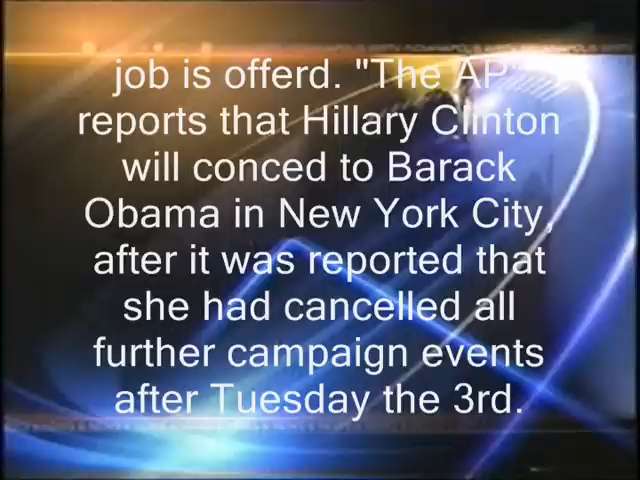 job is offerd. "The AP
reports that Hillary Clinton
will conced to Barack
Obama in New York City,
after it was reported that
she had cancelled all
further campaign events
after Tuesday the 3rd.